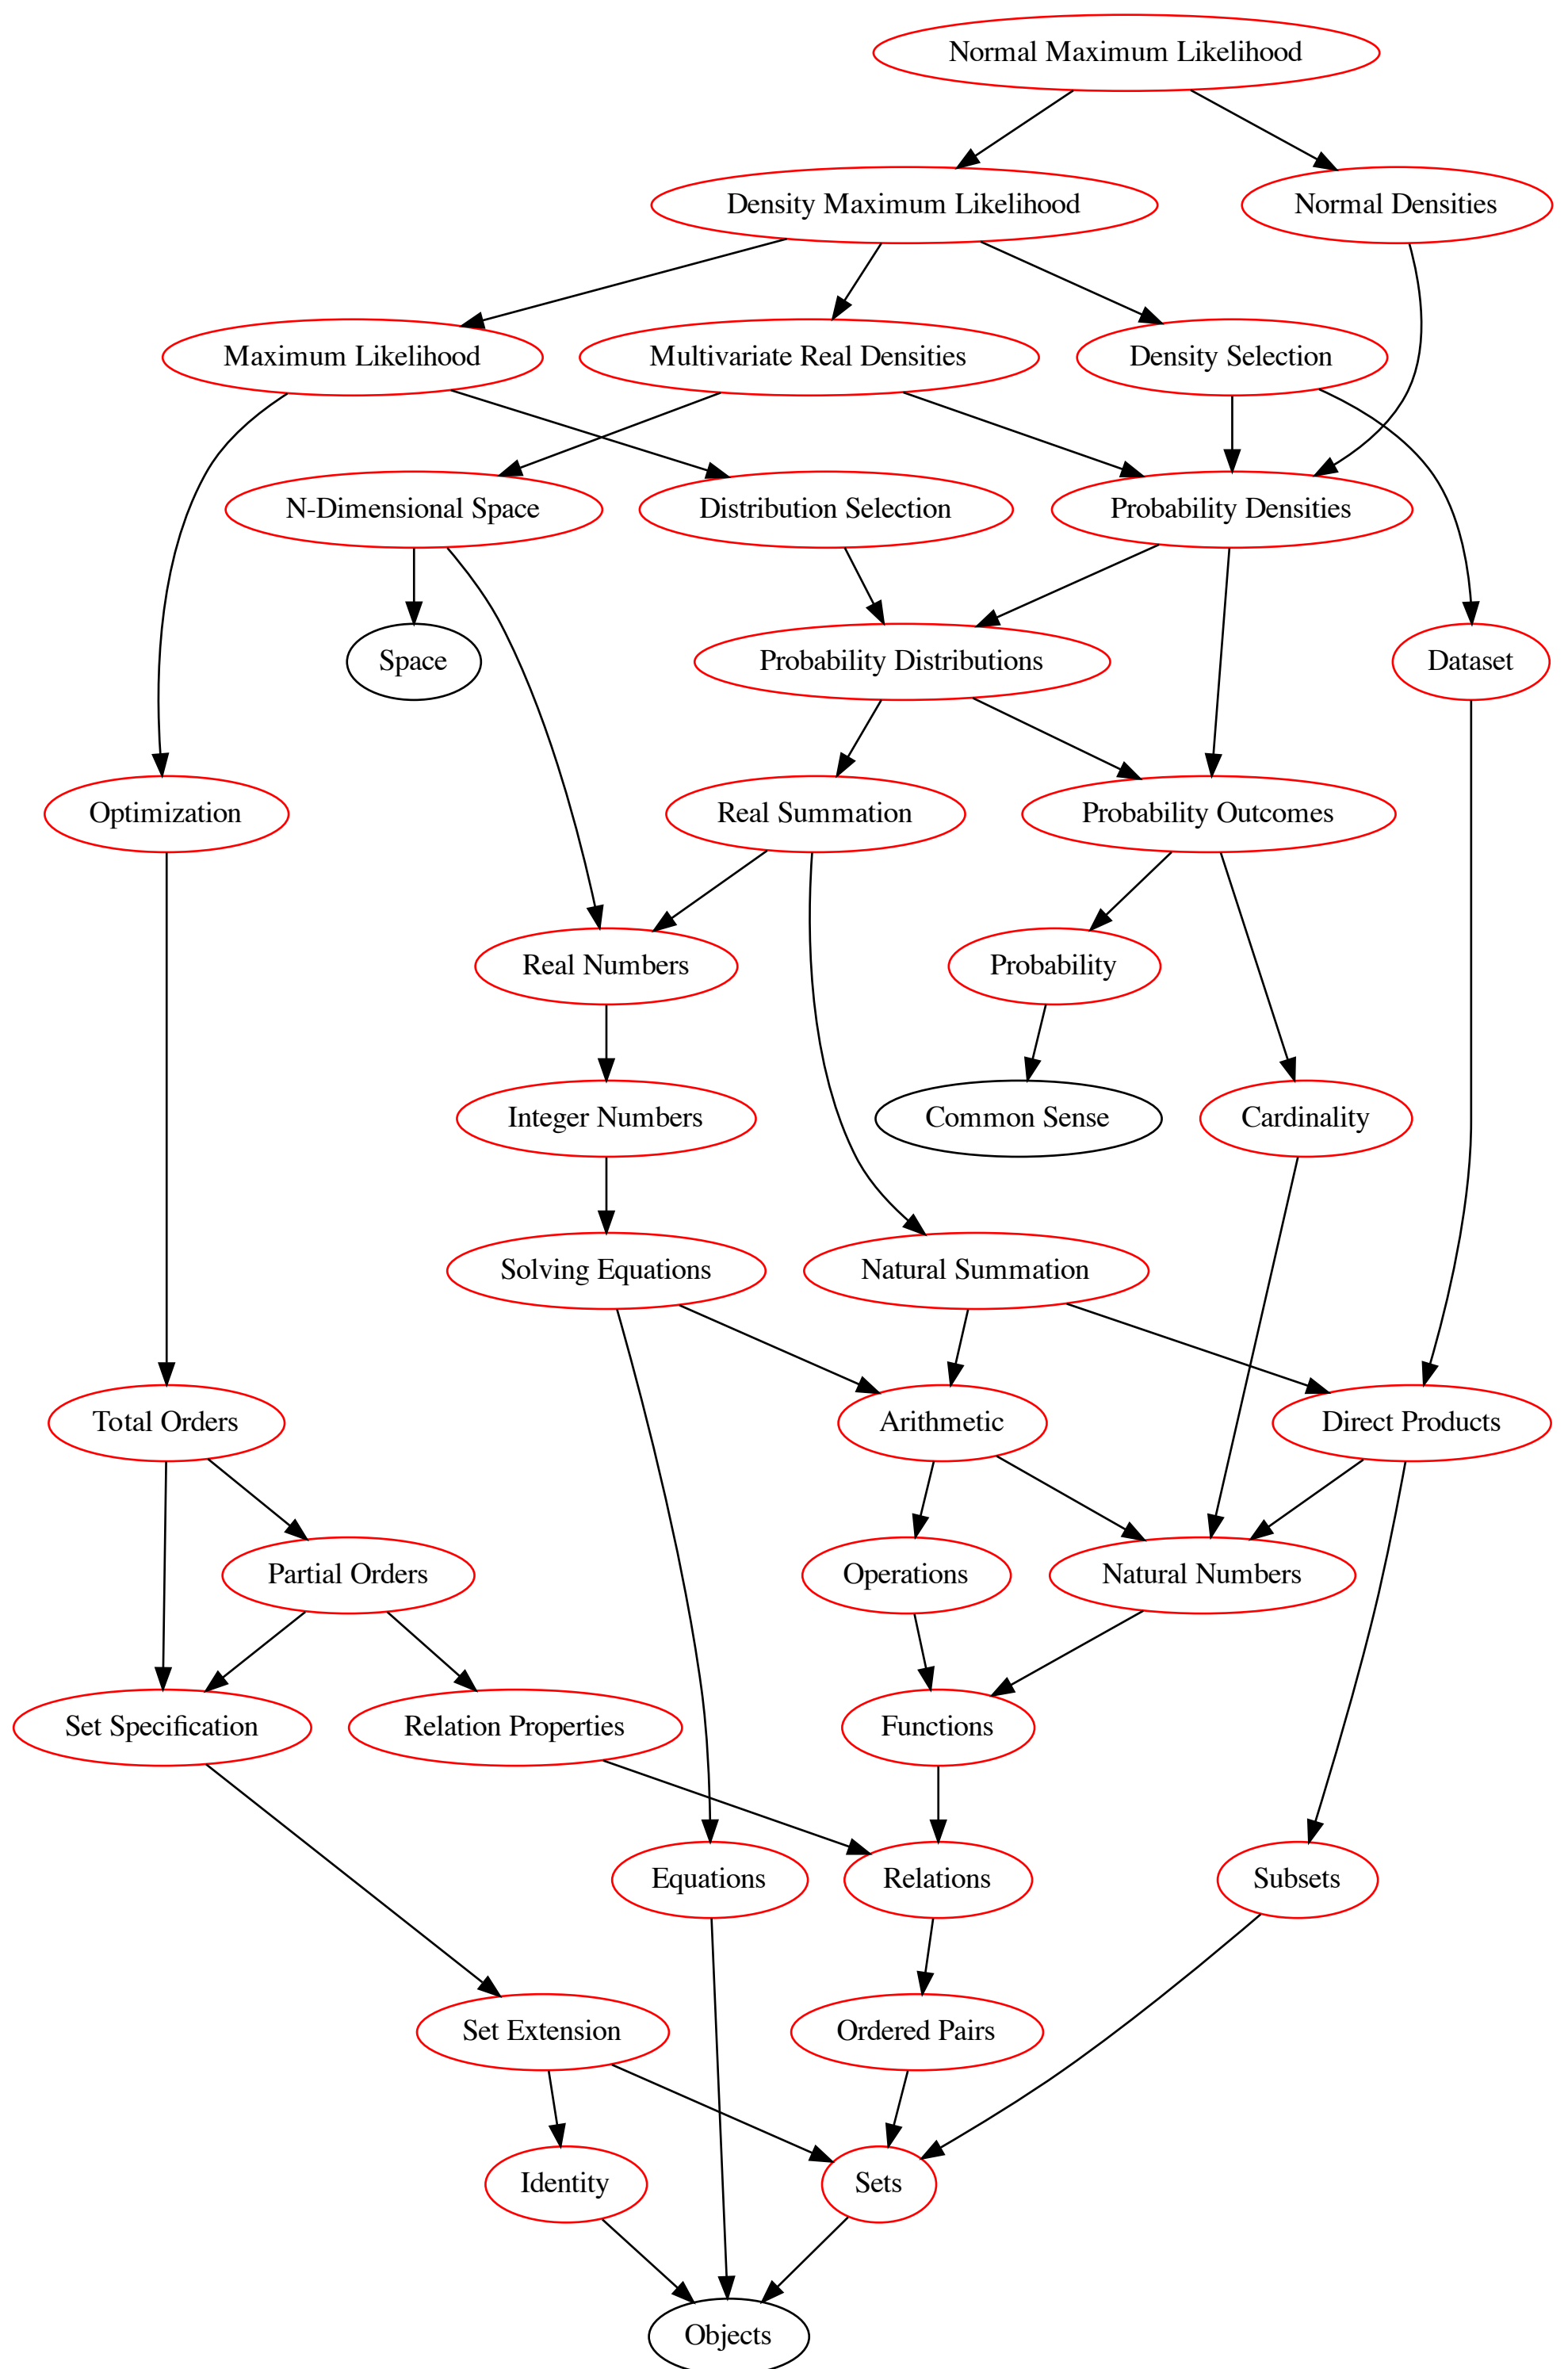 Normal Maximum Likelihood
Density Maximum Likelihood
Normal Densities
Maximum Likelihood
Multivariate Real Densities
Density Selection
N-Dimensional Space
Distribution Selection
Probability Densities
Space
Probability Distributions
Dataset
Optimization
Real Summation
Probability Outcomes
Real Numbers
Probability
Integer Numbers
Common Sense
Cardinality
Solving Equations
Natural Summation
Total Orders
Arithmetic
Direct Products
Partial Orders
Operations
Natural Numbers
Set Specification
Relation Properties
Functions
Equations
Relations
Subsets
Set Extension
Ordered Pairs
Identity
Sets
Objects